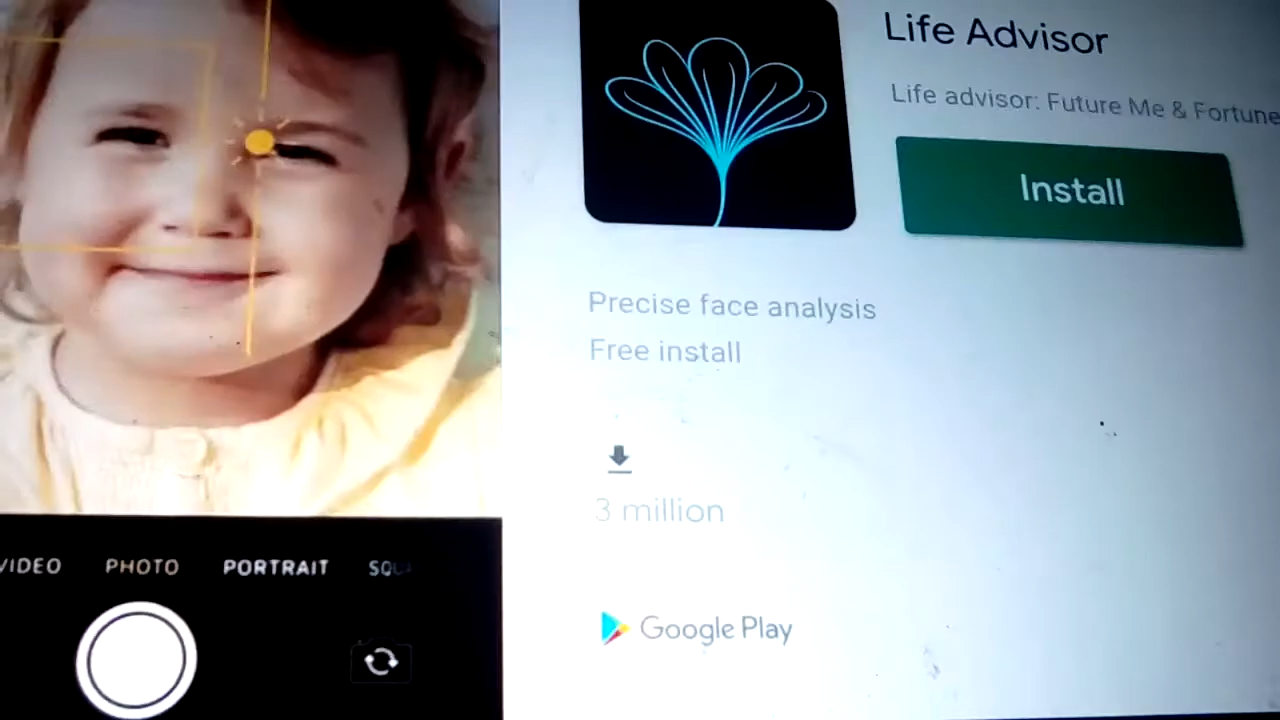 Life Advisor
Life advisor: Future Me & Fortune
Install
Precise face analysis
Free install
3 million
Google Play
VIDEO
PHOTO
PORTRAIT
SQU